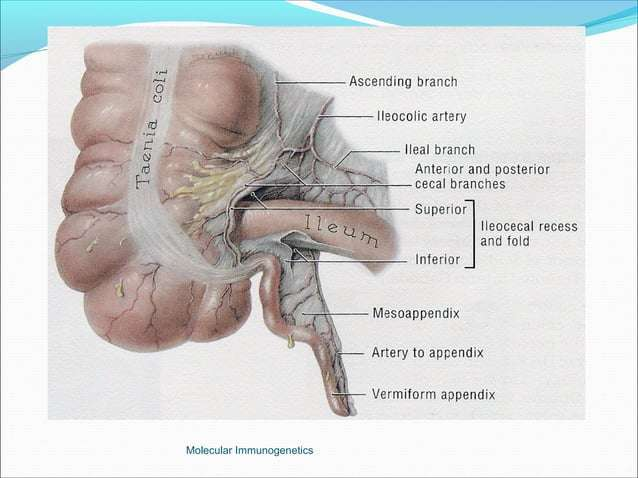 Taenia coli
Ascending branch
Ileocolic artery
Ileal branch
Anterior and posterior
cecal branches
Superior
Ileum
Ileocecal recess
and fold
Inferior
Mesoappendix
Artery to appendix
Vermiform appendix
Molecular Immunogenetics